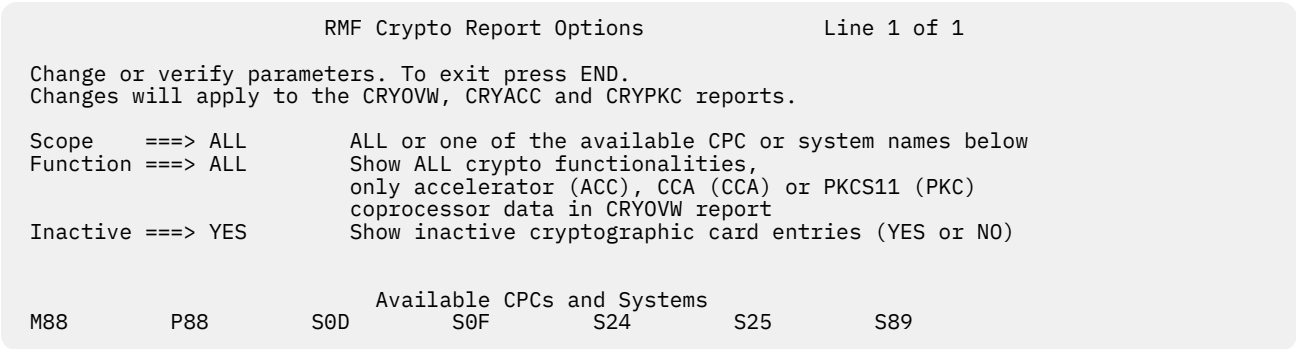 RMF Crypto Report Options Line 1 of 1
Change or verify parameters. To exit press END.
Changes will apply to the CRYOVW, CRYACC and CRYPKC reports.
Scope ===> ALL ALL or one of the available CPC or system names below
Function ===> ALL Show ALL crypto functionalities,
only accelerator (ACC), CCA (CCA) or PKCS11 (PKC)
coprocessor data in CRYOVW report
Inactive ===> YES Show inactive cryptographic card entries (YES or NO)
Available CPCs and Systems
M88 P88 S0D S0F S24 S25 S89